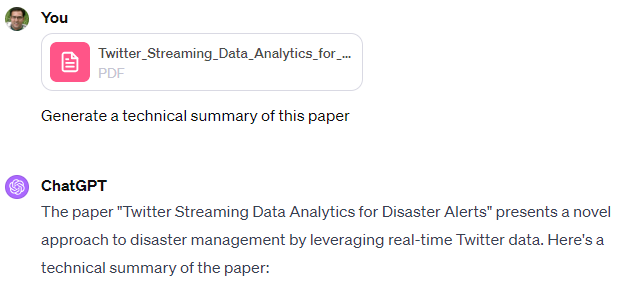 You
Twitter_Streaming_Data_Analytics_for_...
PDF
Generate a technical summary of this paper
ChatGPT
The paper "Twitter Streaming Data Analytics for Disaster Alerts" presents a novel
approach to disaster management by leveraging real-time Twitter data. Here's a
technical summary of the paper: